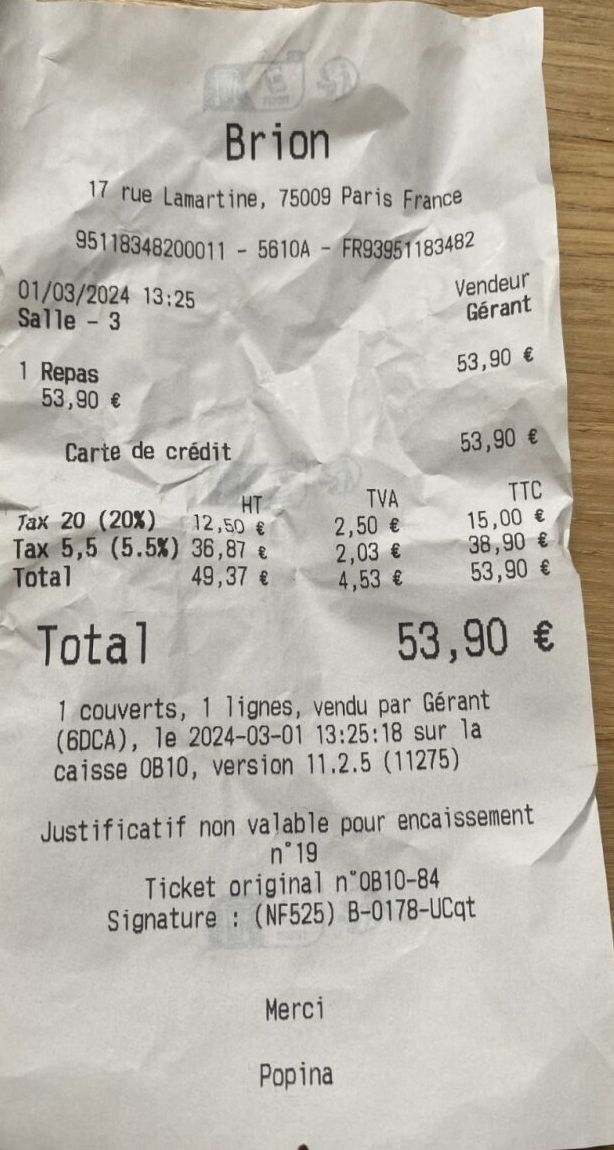 Brion
17 rue Lamartine, 75009 Paris France
95118348200011 - 5610A - FR93951183482
01/03/2024 13:25 Vendeur
Salle - 3 Gérant
1 Repas 53,90 €
53,90 €
Carte de crédit 53,90 €
HT TVA TTC
Tax 20 (20%) 12,50 € 2,50 € 15,00 €
Tax 5,5 (5.5%) 36,87 € 2,03 € 38,90 €
Total 49,37 € 4,53 € 53,90 €
Total 53,90 €
1 couverts, 1 lignes, vendu par Gérant
(6DCA), le 2024-03-01 13:25:18 sur la
caisse OB10, version 11.2.5 (11275)
Justificatif non valable pour encaissement
n°19
Ticket original n°OB10-84
Signature : (NF525) B-0178-UCqt
Merci
Popina